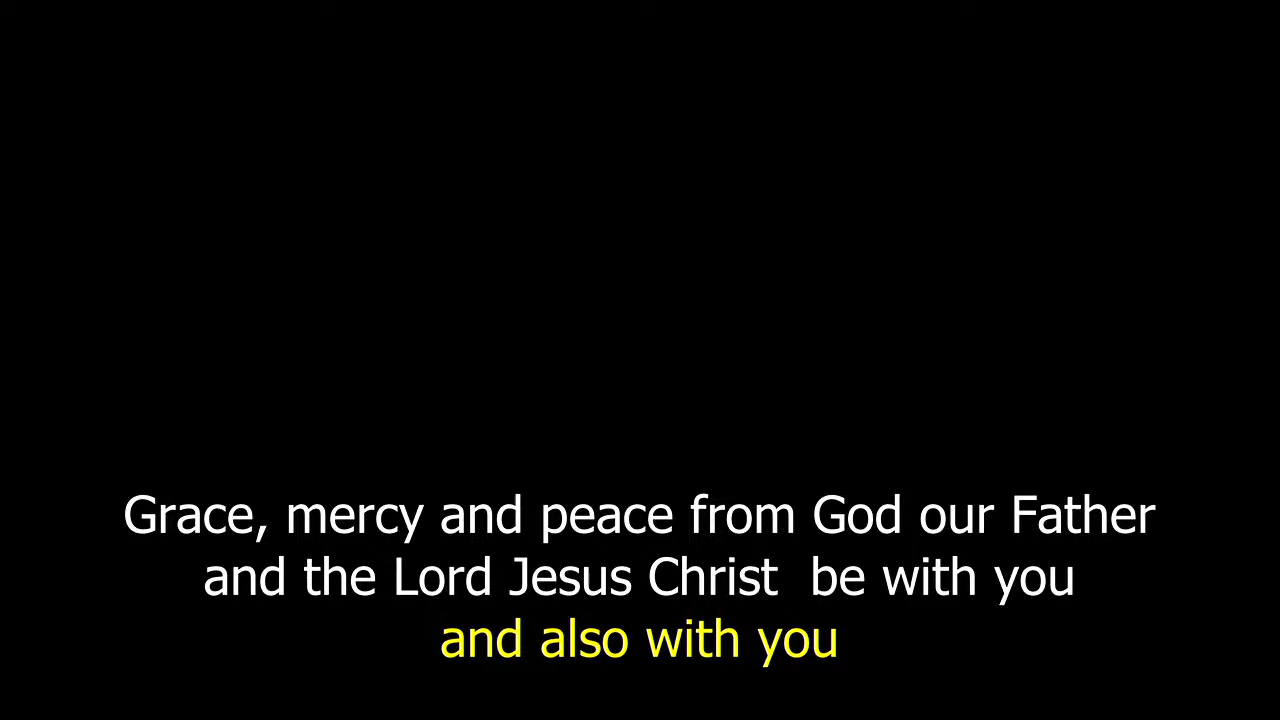 Grace, mercy and peace from God our Father
and the Lord Jesus Christ  be with you
and also with you